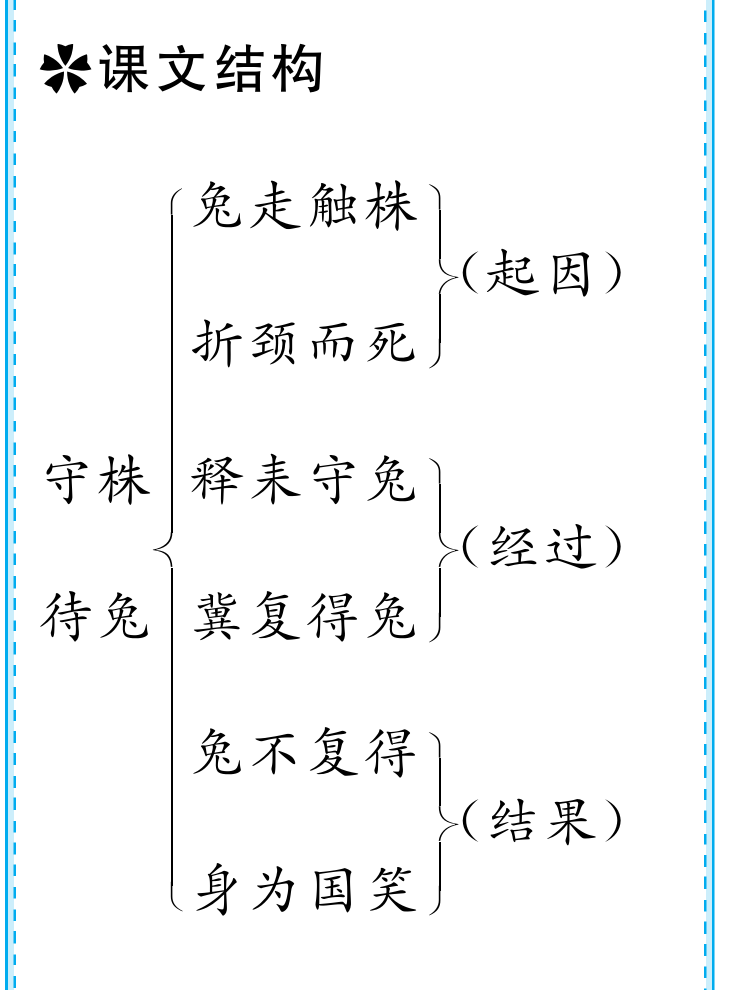 课文结构
兔走触株
(起因)
折颈而死
守株
释耒守兔
(经过)
待兔
冀复得兔
兔不复得
(结果)
身为国笑